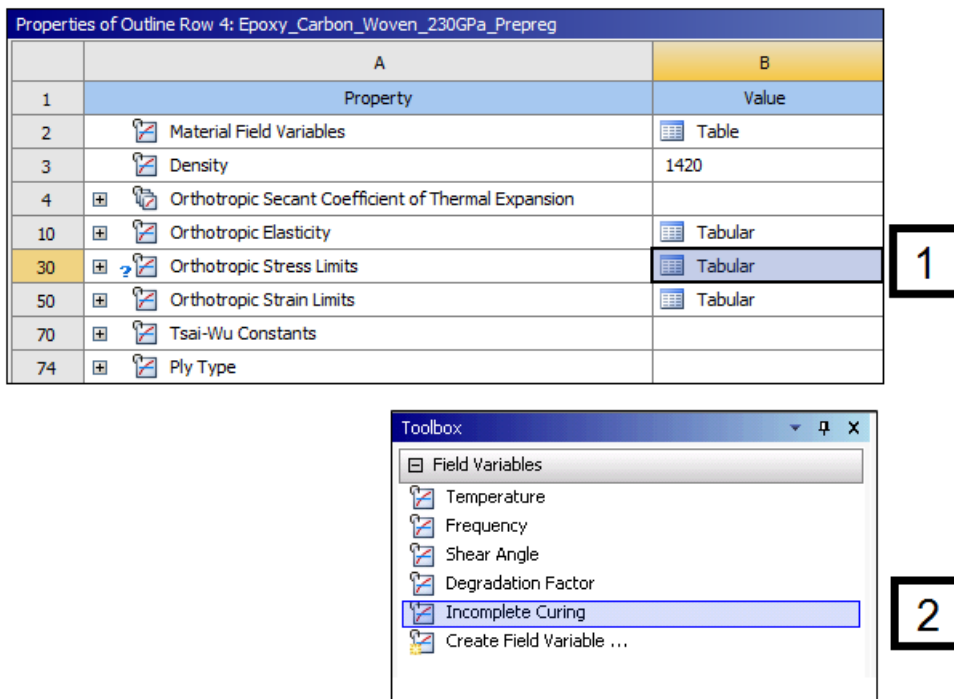 Properties of Outline Row 4: Epoxy_Carbon_Woven_230GPa_Prepreg
A B
1 Property Value
2 Material Field Variables Table
3 Density 1420
4 Orthotropic Secant Coefficient of Thermal Expansion
10 Orthotropic Elasticity Tabular
30 ? Orthotropic Stress Limits Tabular
1
50 Orthotropic Strain Limits Tabular
70 Tsai-Wu Constants
74 Ply Type
Toolbox
Field Variables
Temperature
Frequency
Shear Angle
Degradation Factor
Incomplete Curing
2
Create Field Variable ...